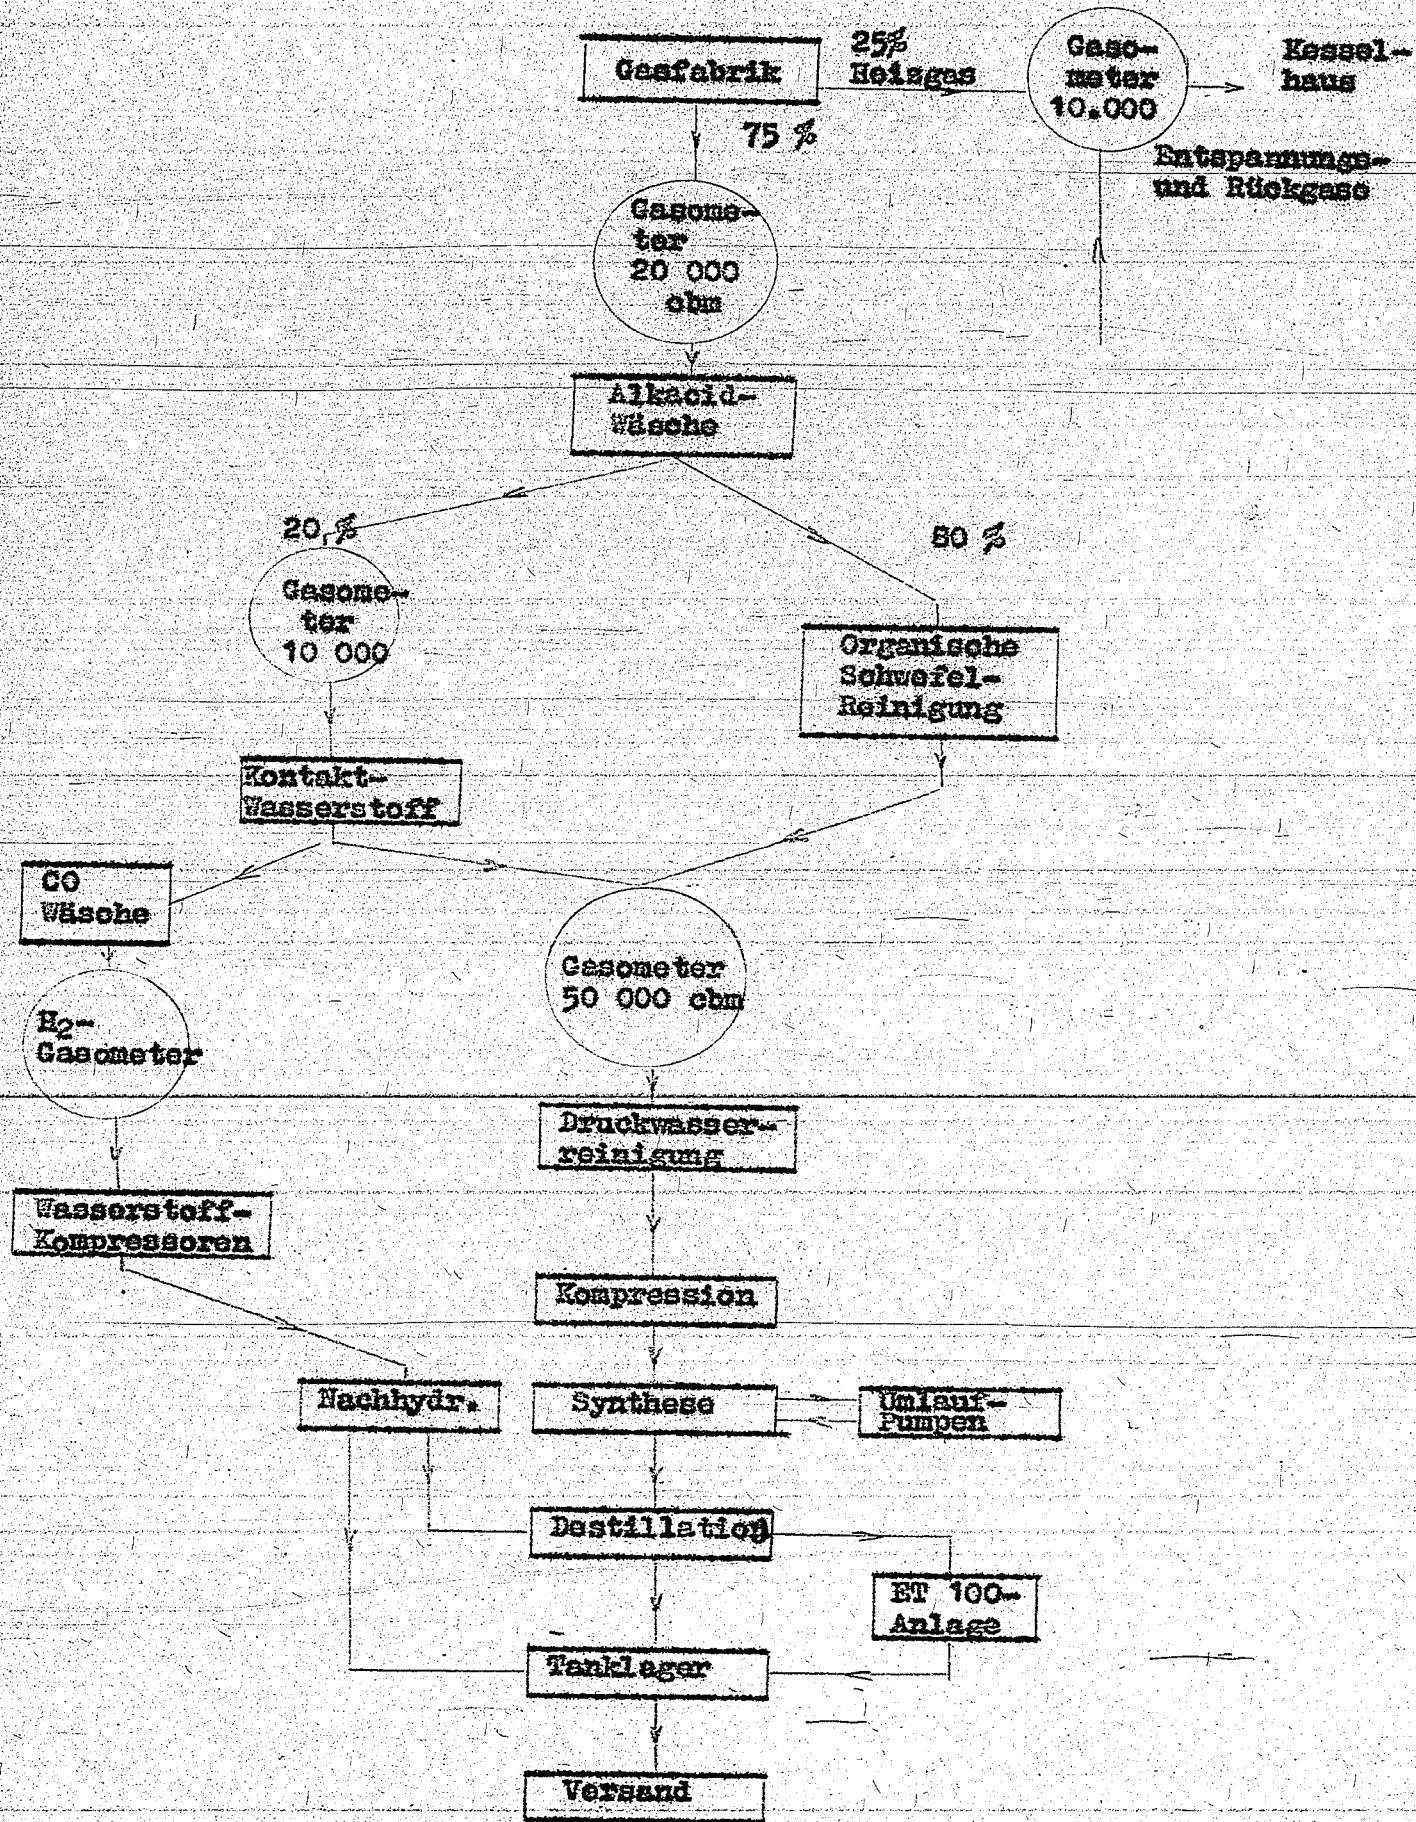 Gasfabrik
25%
Heizgas
Gaso-
meter
10.000
Kessel-
haus
75 %
Entspannungs-
und Rückgase
Gasome-
ter
20 000
cbm
Alkacid-
Wäsche
20 %
80 %
Gasome-
ter
10 000
Organische
Schwefel-
Reinigung
Kontakt-
Wasserstoff
CO
Wäsche
Gasometer
50 000 cbm
H2-
Gasometer
Druckwasser-
reinigung
Wasserstoff-
Kompressoren
Kompression
Nachhydr.
Synthese
Umlauf-
Pumpen
Destillation
ET 100-
Anlage
Tanklager
Versand